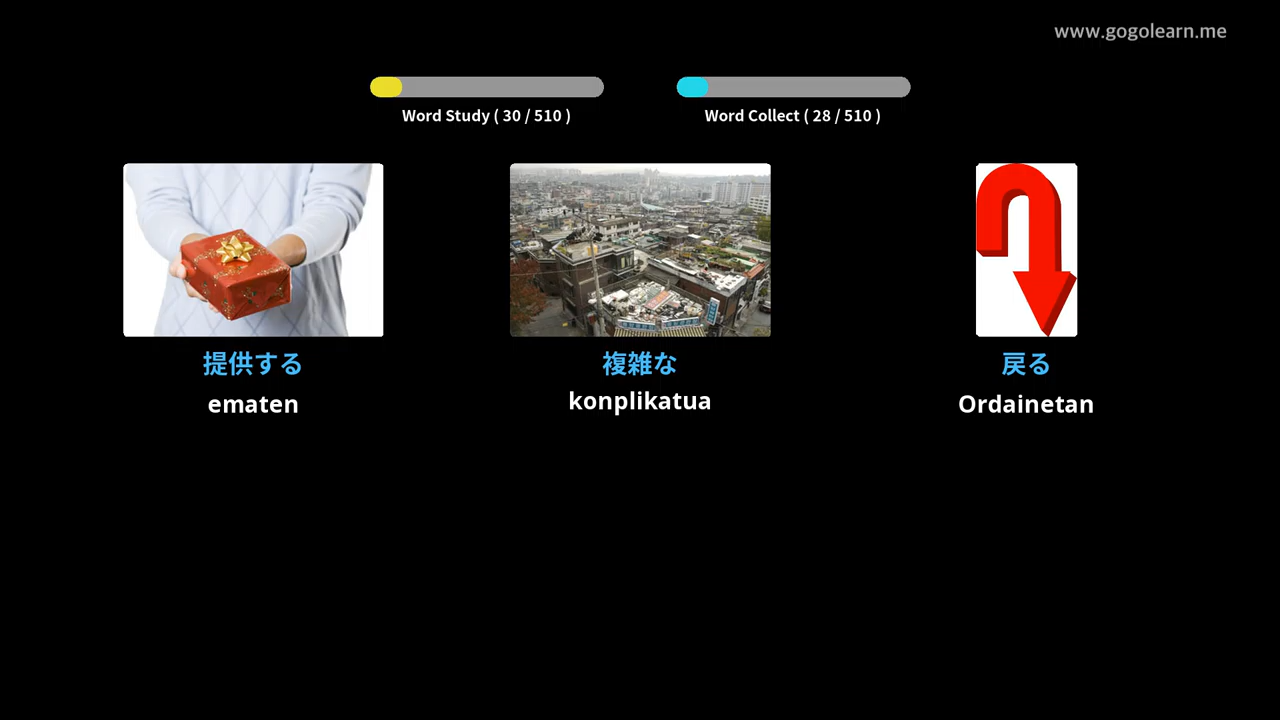 www.gogolearn.me
Word Study ( 30 / 510 )
Word Collect ( 28 / 510 )
提供する
複雑な
戻る
ematen
konplikatua
Ordainetan